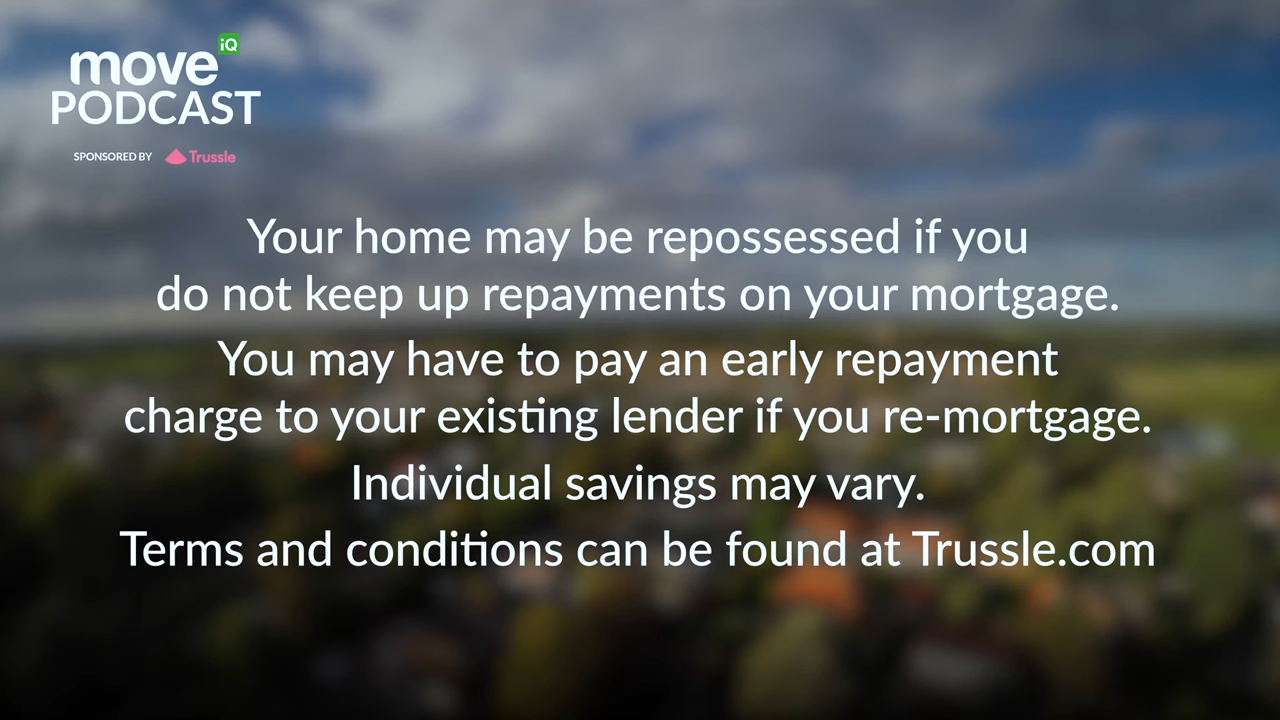 move iQ
PODCAST
SPONSORED BY Trussle
Your home may be repossessed if you
do not keep up repayments on your mortgage.
You may have to pay an early repayment
charge to your existing lender if you re-mortgage.
Individual savings may vary.
Terms and conditions can be found at Trussle.com